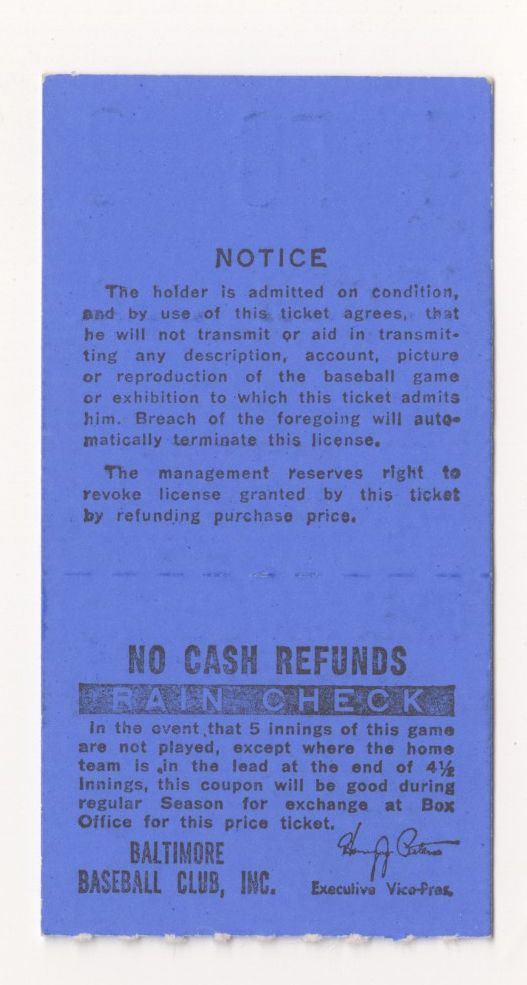 NOTICE
The holder is admitted on condition,
and by use of this ticket agrees, that
he will not transmit or aid in transmit-
ting any description, account, picture
or reproduction of the baseball game
or exhibition to which this ticket admits
him. Breach of the foregoing will auto-
matically terminate this license.
The management reserves right to
revoke license granted by this ticket
by refunding purchase price.
NO CASH REFUNDS
RAIN CHECK
In the event that 5 innings of this game
are not played, except where the home
team is in the lead at the end of 4½
Innings, this coupon will be good during
regular Season for exchange at Box
Office for this price ticket.
BALTIMORE
BASEBALL CLUB, INC.
Henry J. Peters
Executive Vice-Pres.